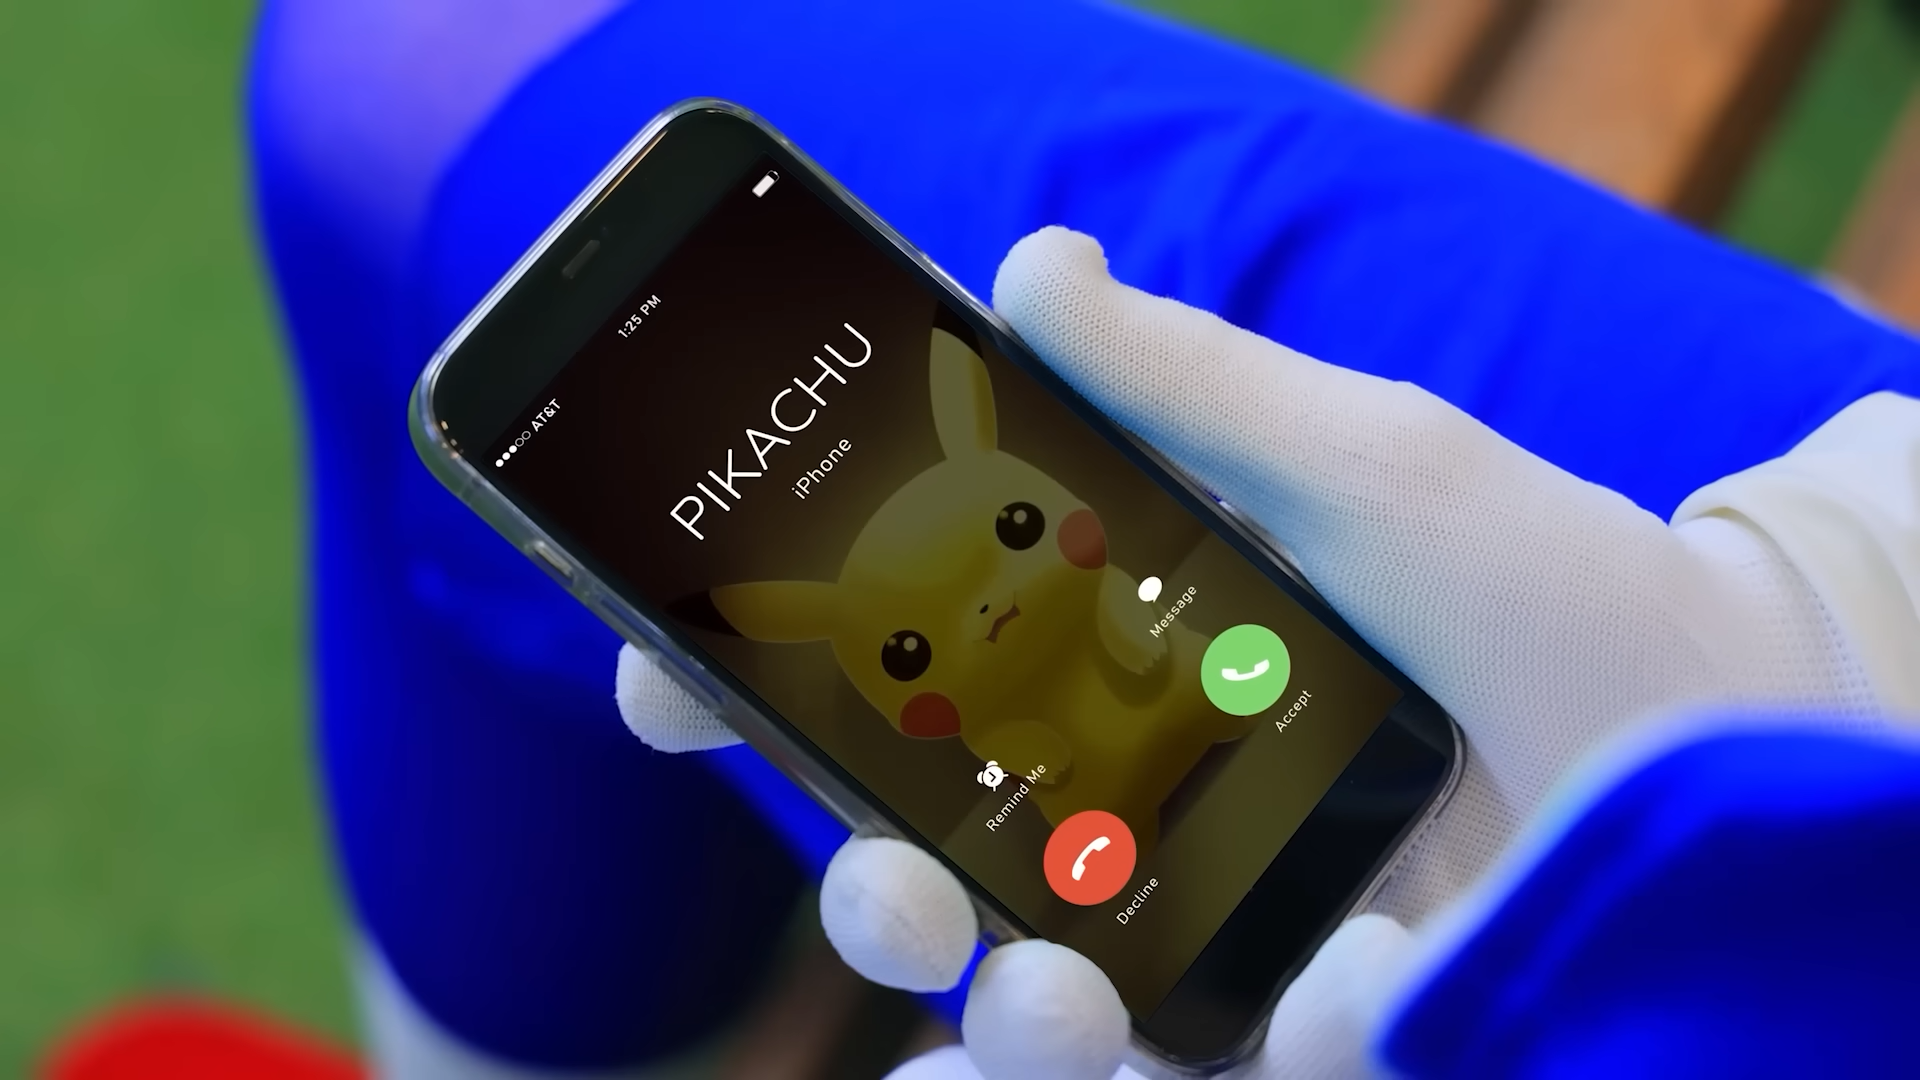 AT&T 1:25 PM
PIKACHU
iPhone
Remind Me Message
Decline Accept